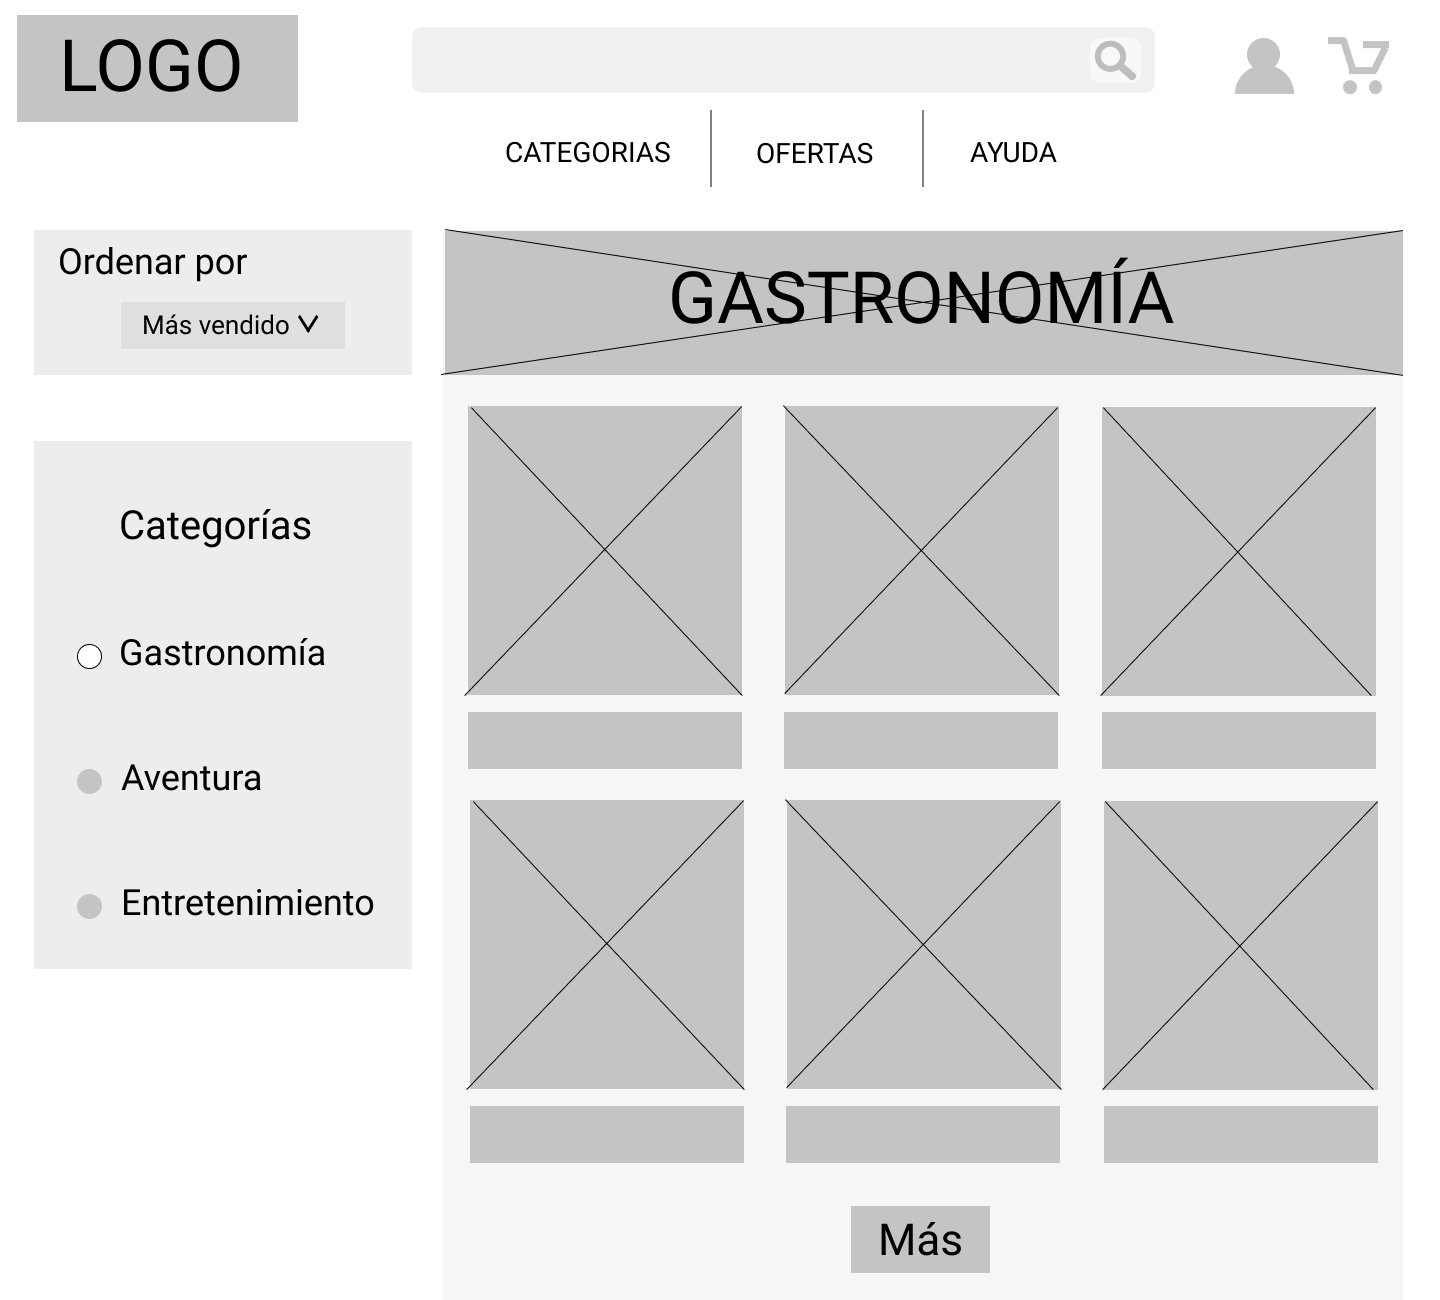 LOGO
CATEGORIAS
OFERTAS
AYUDA
Ordenar por
Más vendido
GASTRONOMÍA
Categorías
Gastronomía
Aventura
Entretenimiento
Más